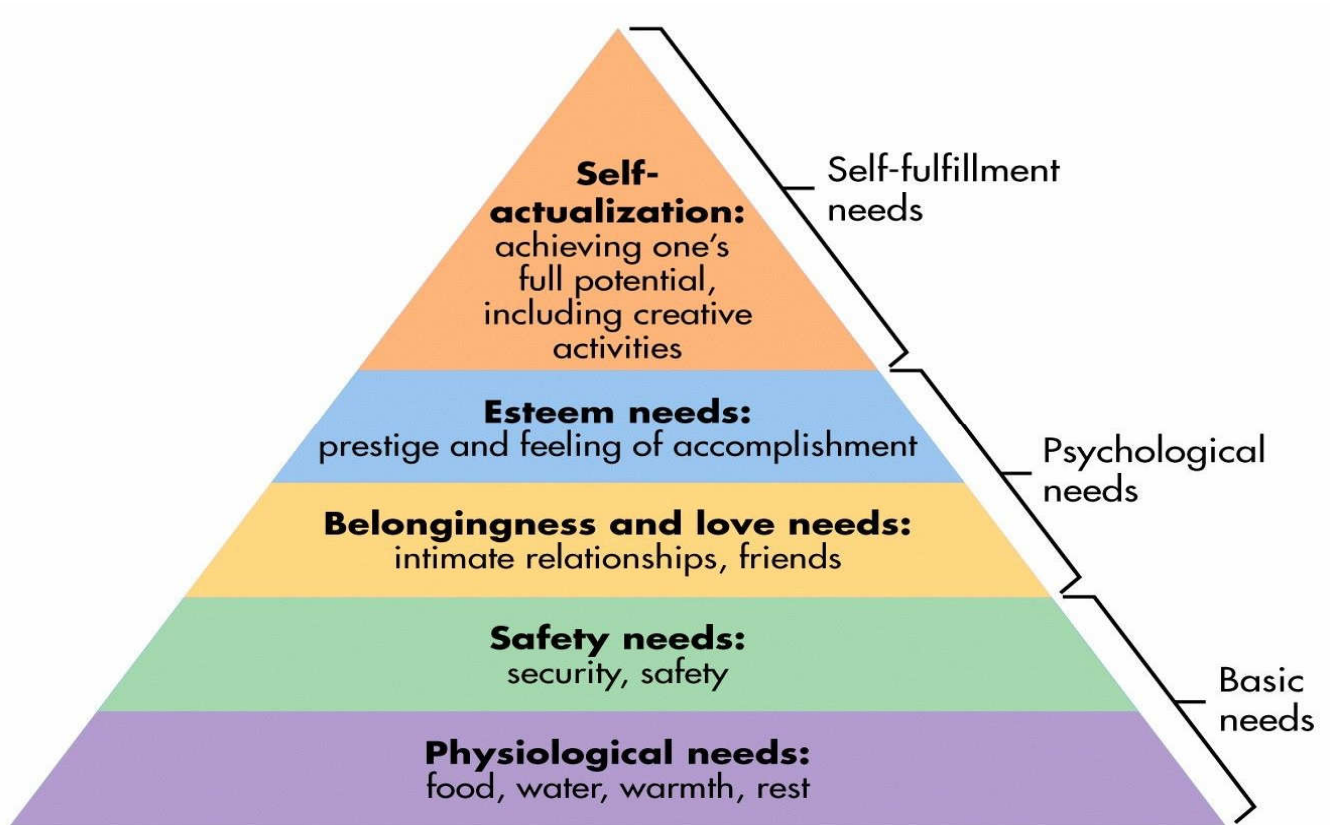 Self-
actualization:
achieving one's
full potential,
including creative
activities
Self-fulfillment
needs
Esteem needs:
prestige and feeling of accomplishment
Psychological
needs
Belongingness and love needs:
intimate relationships, friends
Safety needs:
security, safety
Basic
needs
Physiological needs:
food, water, warmth, rest